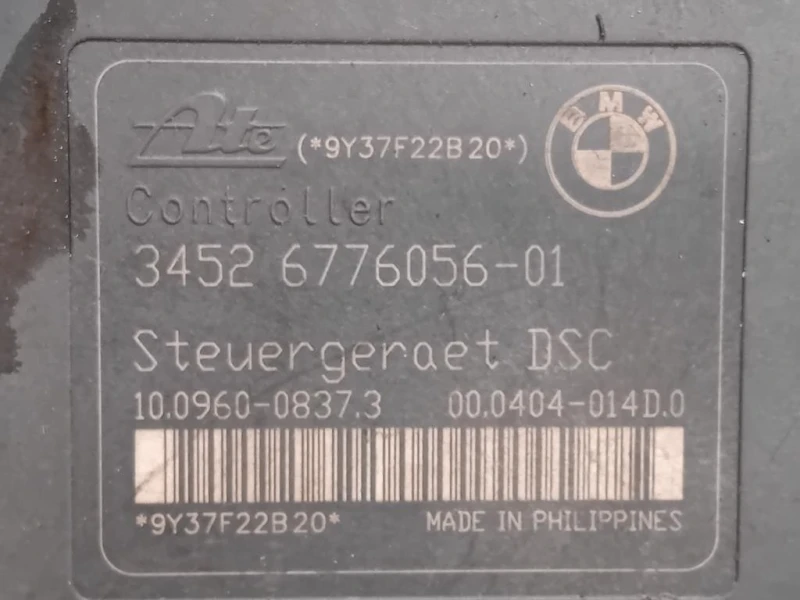 Ate (*9Y37F22B20*) BMW
Controller
3452 6776056-01
Steuergeraet DSC
10.0960-0837.3 00.0404-014D.0
*9Y37F22B20* MADE IN PHILIPPINES